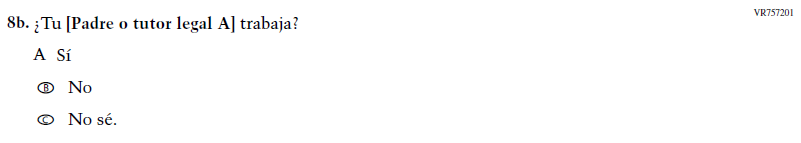 VR757201
8b. ¿Tu [Padre o tutor legal A] trabaja?
A Sí
B No
C No sé.